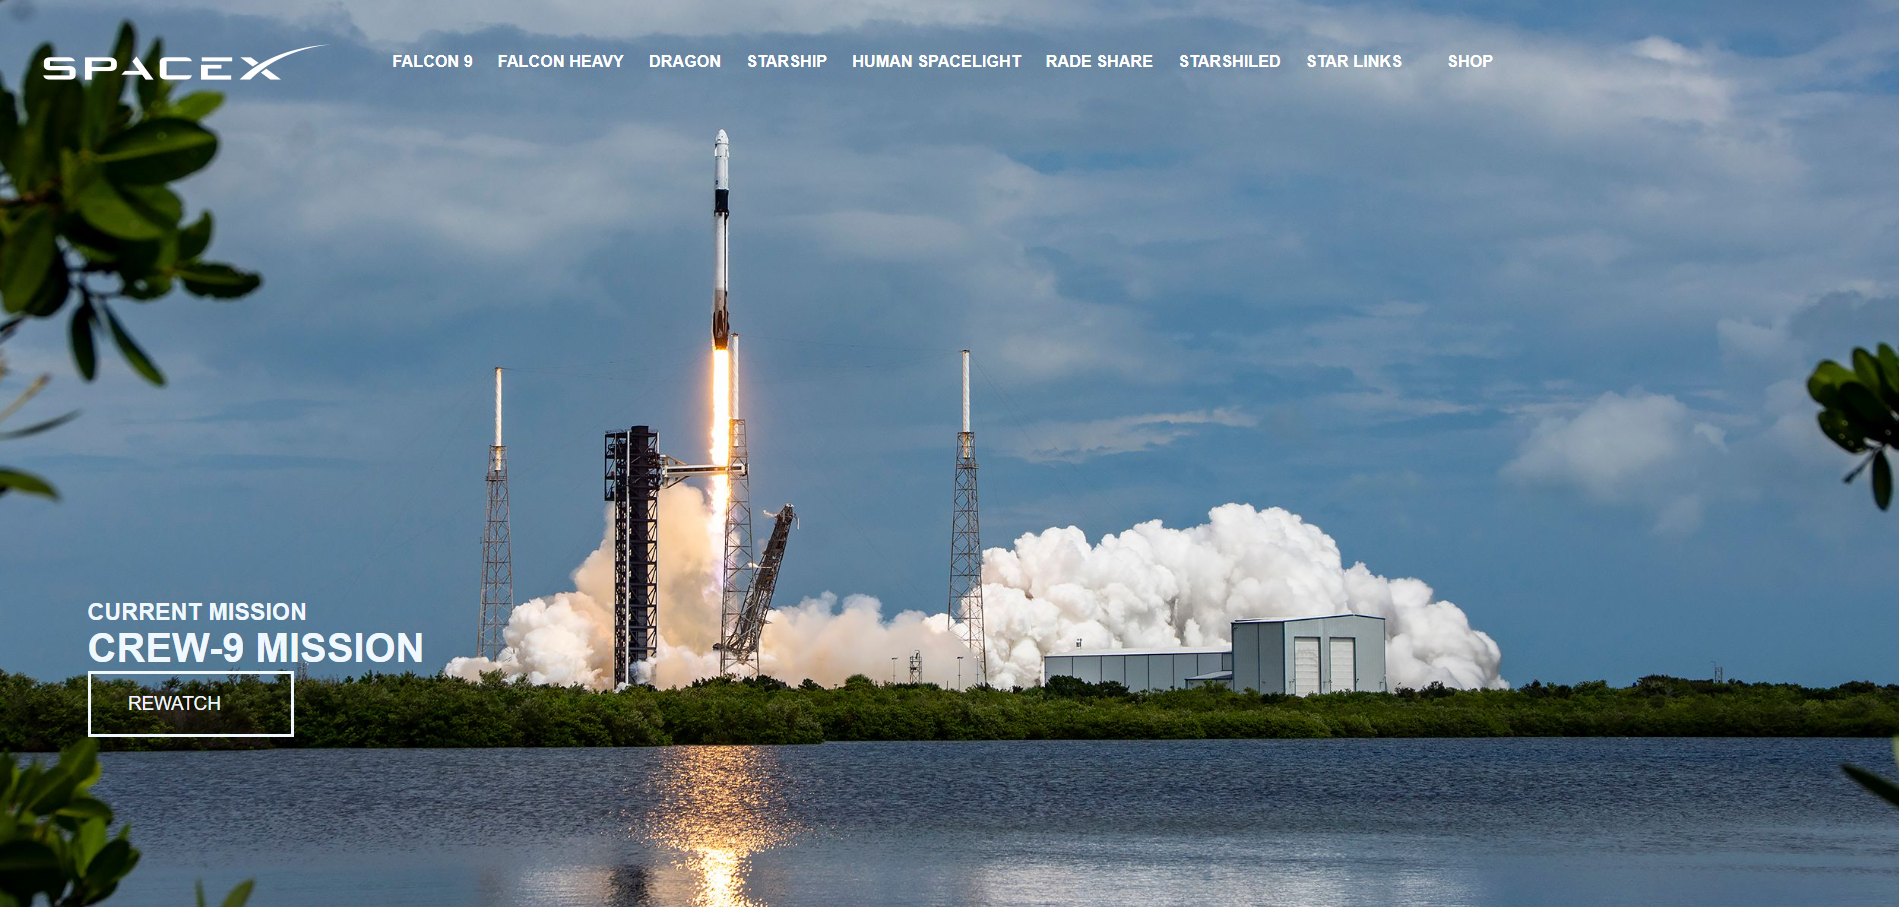 SPACEX FALCON 9 FALCON HEAVY DRAGON STARSHIP HUMAN SPACELIGHT RADE SHARE STARSHILED STAR LINKS SHOP
CURRENT MISSION
CREW-9 MISSION
REWATCH